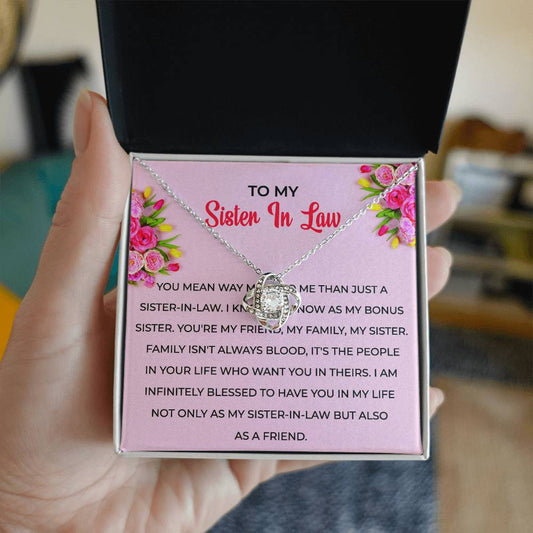 TO MY
Sister In Law
YOU MEAN WAY ME THAN JUST A
SISTER-IN-LAW. I NOW AS MY BONUS
SISTER. YOU'RE MY FRIEND, MY FAMILY, MY SISTER.
FAMILY ISN'T ALWAYS BLOOD, IT'S THE PEOPLE
IN YOUR LIFE WHO WANT YOU IN THEIRS. I AM
INFINITELY BLESSED TO HAVE YOU IN MY LIFE
NOT ONLY AS MY SISTER-IN-LAW BUT ALSO
AS A FRIEND.